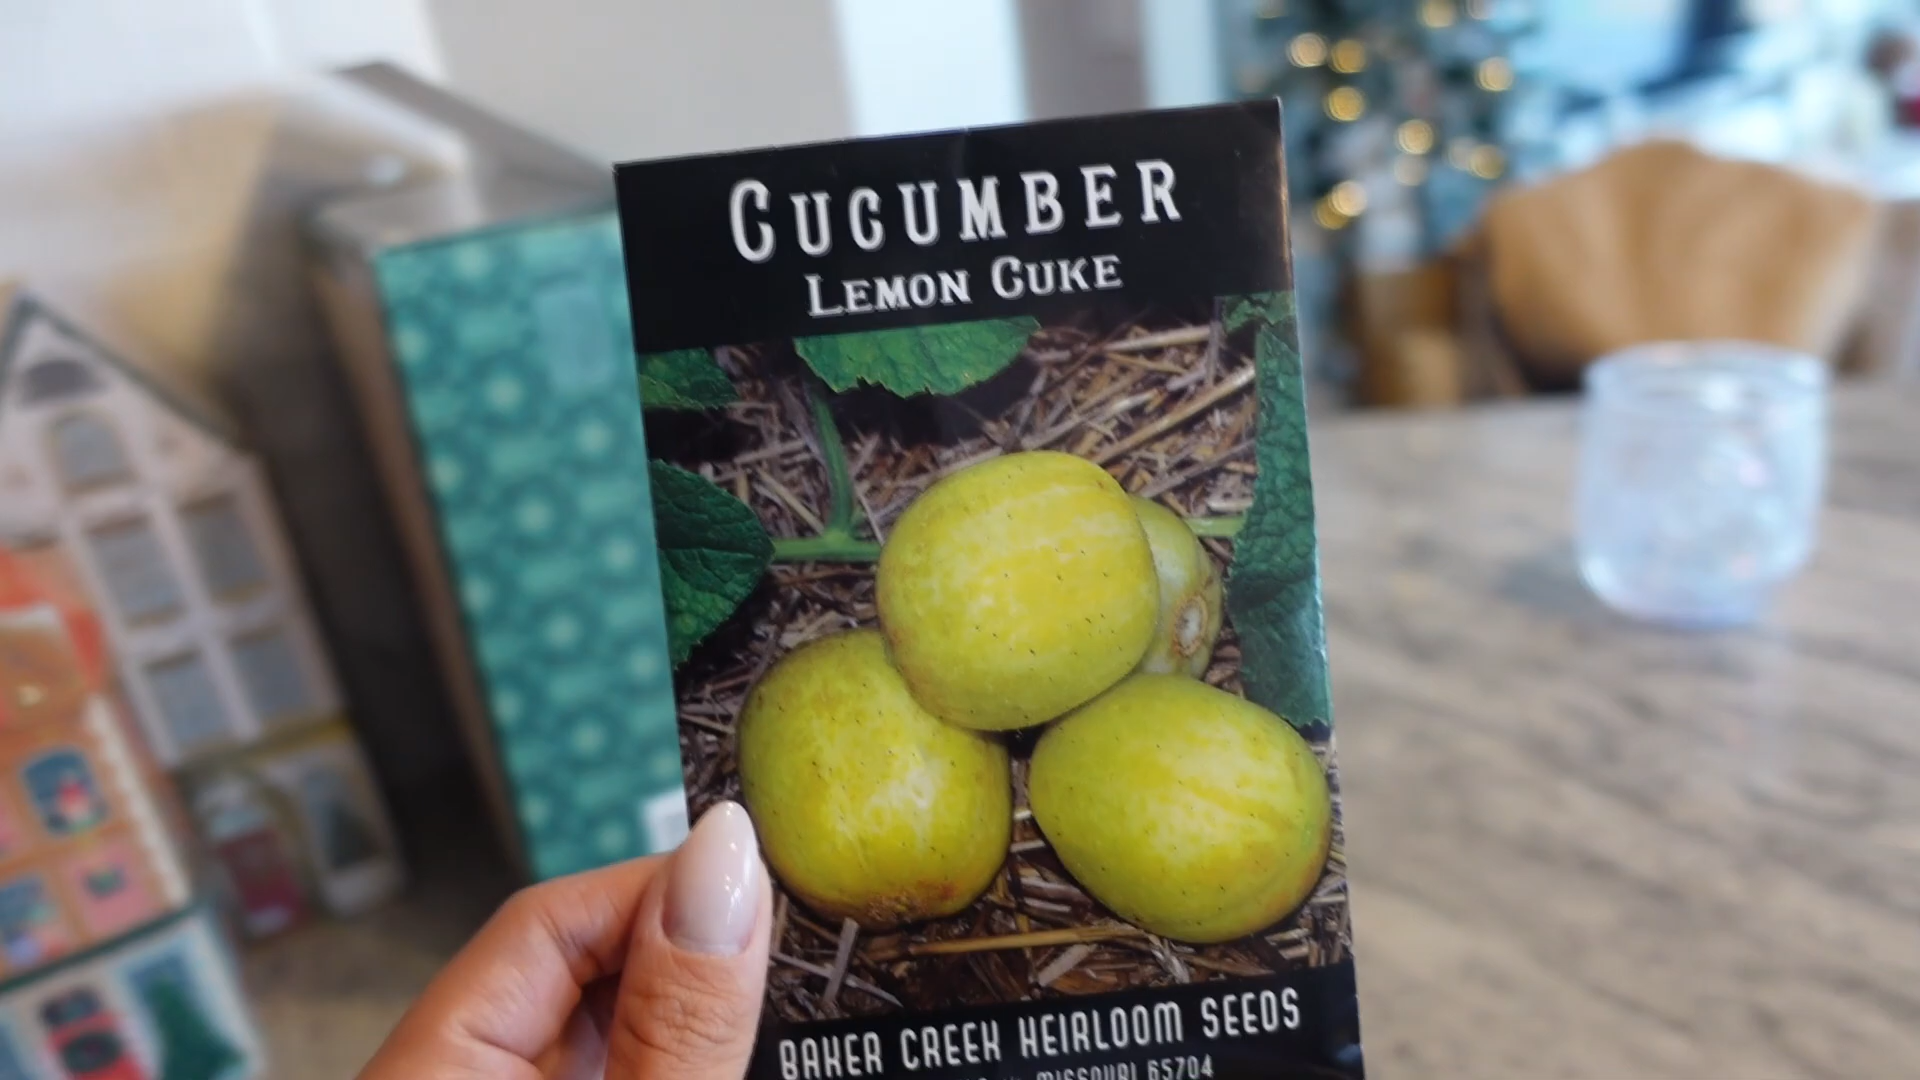 CUCUMBER
LEMON CUKE
BAKER CREEK HEIRLOOM SEEDS
MISSOURI 65704